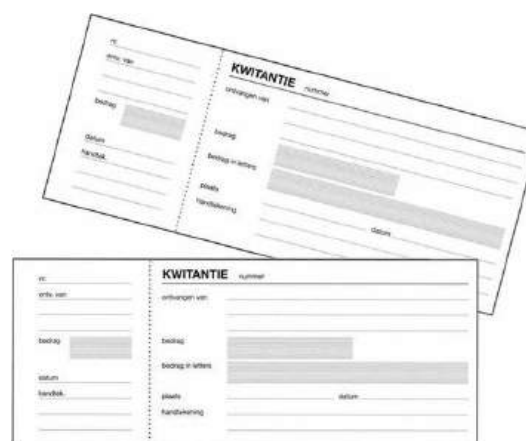 nr.
ontv. van
bedrag
datum
handtek.
KWITANTIE nummer
ontvangen van
bedrag
bedrag in letters
plaats
datum
handtekening
nr.
ontv. van
bedrag
datum
handtek.
KWITANTIE nummer
ontvangen van
bedrag
bedrag in letters
plaats datum
handtekening